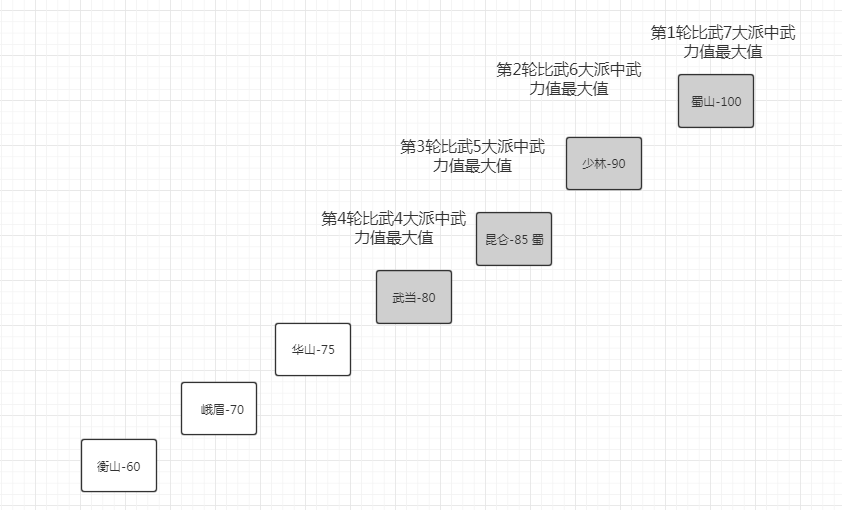 第1轮比武7大派中武
力值最大值
第2轮比武6大派中武
力值最大值
蜀山-100
第3轮比武5大派中武
力值最大值
少林-90
第4轮比武4大派中武
力值最大值
昆仑-85 蜀
武当-80
华山-75
峨眉-70
衡山-60